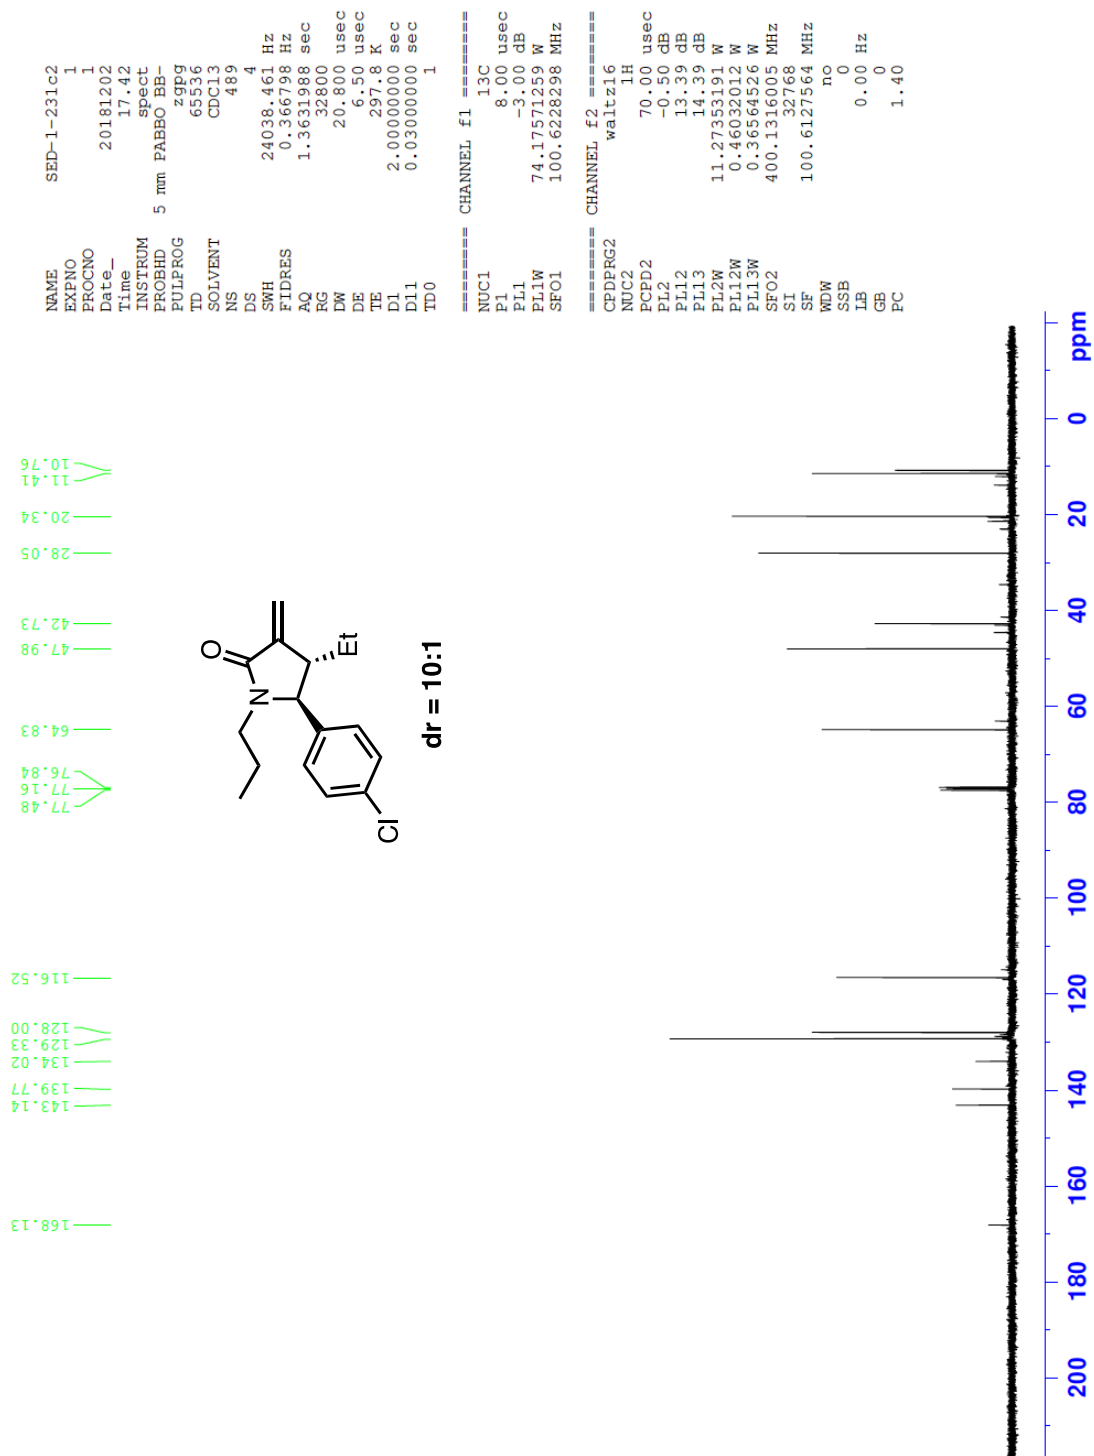 NAME SED-1-231c2
EXPNO 1
PROCNO 1
Date_ 20181202
Time 17.42
INSTRUM spect
PROBHD 5 mm PABBO BB-
PULPROG zgpg
TD 65536
SOLVENT CDCl3
NS 489
DS 4
SWH 24038.461 Hz
FIDRES 0.366798 Hz
AQ 1.3631988 sec
RG 32800
DW 20.800 usec
DE 6.50 usec
TE 297.8 K
D1 2.00000000 sec
D11 0.03000000 sec
TD0 1
======== CHANNEL f1 ========
NUC1 13C
P1 8.00 usec
PL1 -3.00 dB
PL1W 74.17571259 W
SFO1 100.6228298 MHz
======== CHANNEL f2 ========
CPDPRG2 waltz16
NUC2 1H
PCPD2 70.00 usec
PL2 -0.50 dB
PL12 13.39 dB
PL13 14.39 dB
PL2W 11.27353191 W
PL12W 0.46032012 W
PL13W 0.36564526 W
SFO2 400.1316005 MHz
SI 32768
SF 100.6127564 MHz
WDW no
SSB 0
LB 0.00 Hz
GB 0
PC 1.40
168.13
143.14
139.77
134.02
129.33
128.00
116.52
77.48
77.16
76.84
64.83
47.98
42.73
28.05
20.34
11.41
10.76
O
N
Et
Cl
dr = 10:1
200 180 160 140 120 100 80 60 40 20 0 ppm